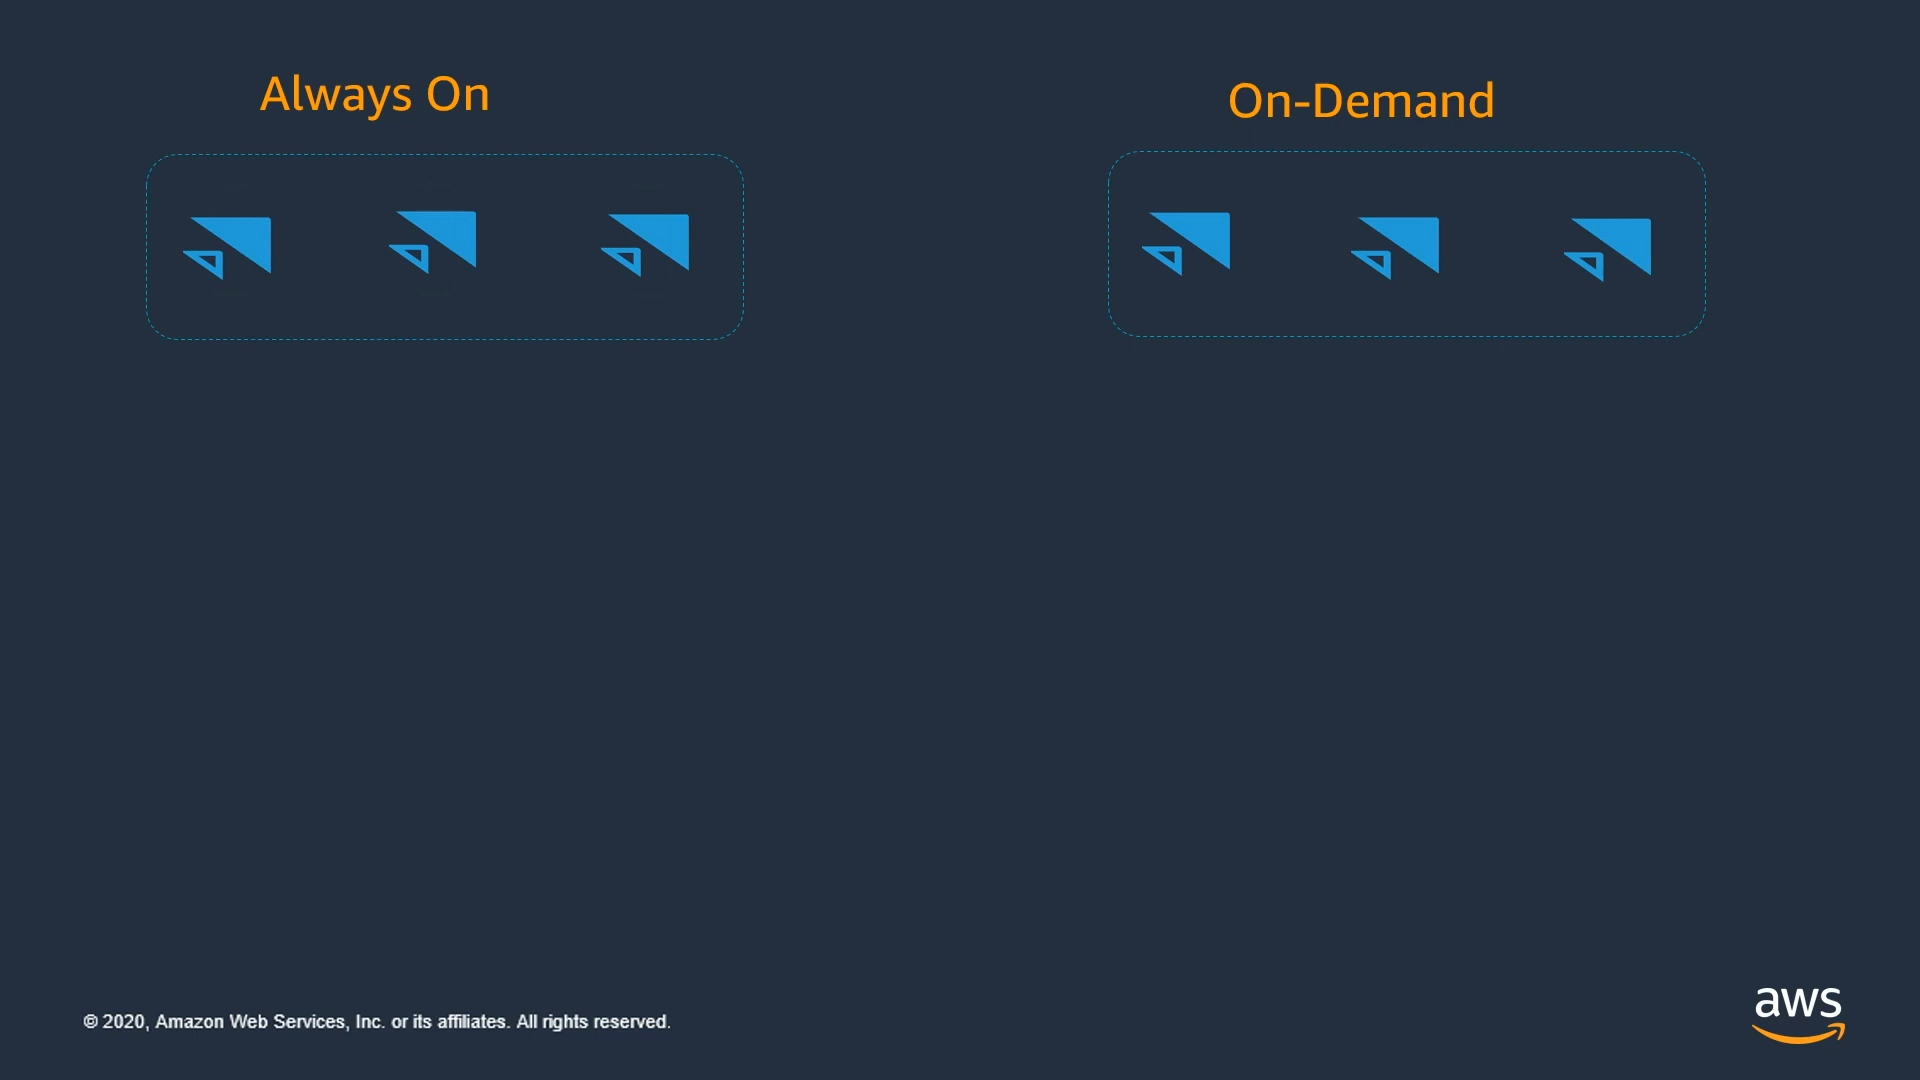 Always On
On-Demand
© 2020, Amazon Web Services, Inc. or its affiliates. All rights reserved.
aws